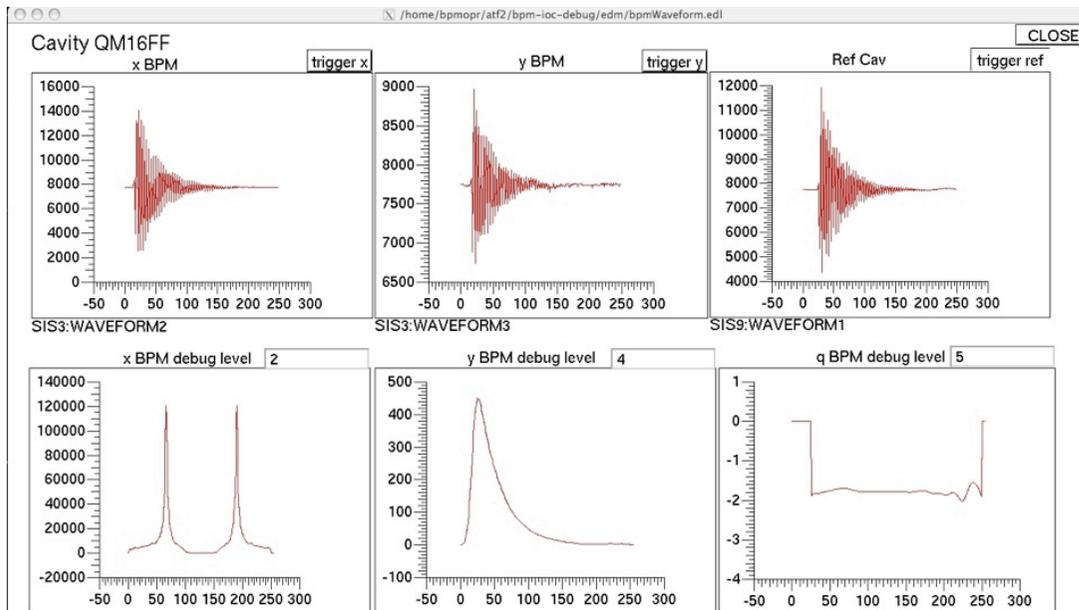 /home/bpmopr/atf2/bpm-ioc-debug/edm/bpmWaveform.edl
CLOSE
Cavity QM16FF
x BPM
trigger x
y BPM
trigger y
Ref Cav
trigger ref
16000
14000
12000
10000
8000
6000
4000
2000
0
-50 0 50 100 150 200 250 300
SIS3:WAVEFORM2
9000
8500
8000
7500
7000
6500
-50 0 50 100 150 200 250 300
SIS3:WAVEFORM3
12000
11000
10000
9000
8000
7000
6000
5000
4000
-50 0 50 100 150 200 250 300
SIS9:WAVEFORM1
x BPM debug level 2
140000
120000
100000
80000
60000
40000
20000
0
-20000
-50 0 50 100 150 200 250 300
y BPM debug level 4
500
400
300
200
100
0
-100
-50 0 50 100 150 200 250 300
q BPM debug level 5
1
0
-1
-2
-3
-4
-50 0 50 100 150 200 250 300